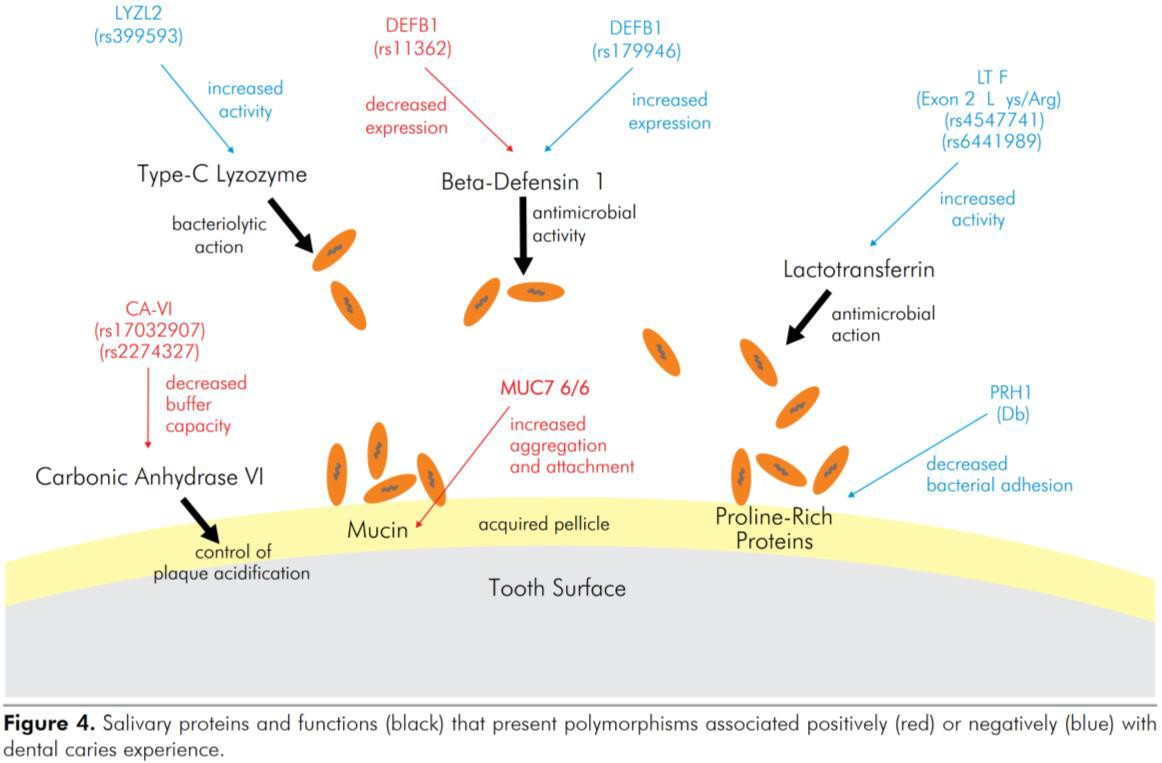 LYZL2
(rs399593)
increased
activity
Type-C Lyzozyme
bacteriolytic
action
DEFB1
(rs11362)
decreased
expression
DEFB1
(rs179946)
increased
expression
Beta-Defensin 1
antimicrobial
activity
LT F
(Exon 2 L ys/Arg)
(rs4547741)
(rs6441989)
increased
activity
Lactotransferrin
antimicrobial
action
CA-VI
(rs17032907)
(rs2274327)
decreased
buffer
capacity
Carbonic Anhydrase VI
control of
plaque acidification
MUC7 6/6
increased
aggregation
and attachment
Mucin
acquired pellicle
PRH1
(Db)
decreased
bacterial adhesion
Proline-Rich
Proteins
Tooth Surface
Figure 4. Salivary proteins and functions (black) that present polymorphisms associated positively (red) or negatively (blue) with
dental caries experience.